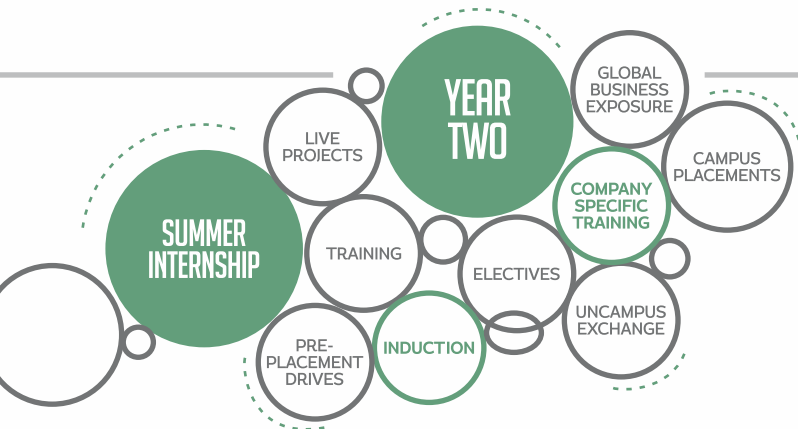 YEAR
TWO
GLOBAL
BUSINESS
EXPOSURE
LIVE
PROJECTS
CAMPUS
PLACEMENTS
COMPANY
SPECIFIC
TRAINING
SUMMER
INTERNSHIP
TRAINING
ELECTIVES
UNCAMPUS
EXCHANGE
PRE-
PLACEMENT
DRIVES
INDUCTION